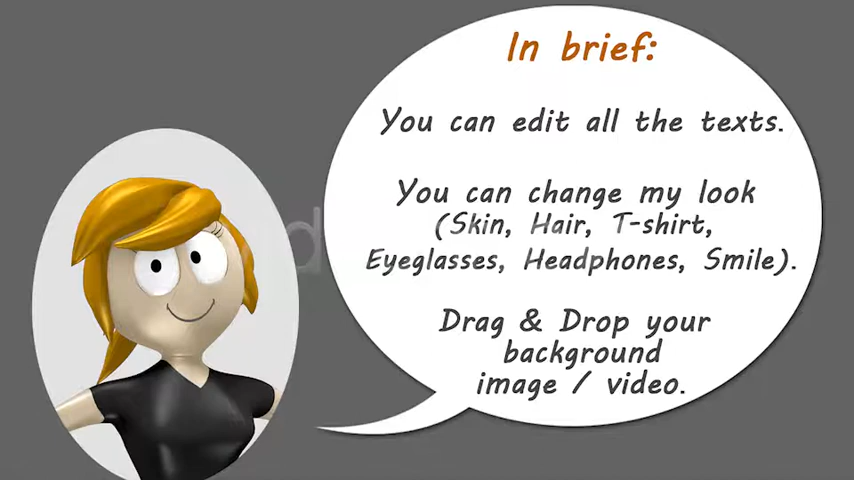 In brief:
You can edit all the texts.
You can change my look
(Skin, Hair, T-shirt,
Eyeglasses, Headphones, Smile).
Drag & Drop your
background
image / video.